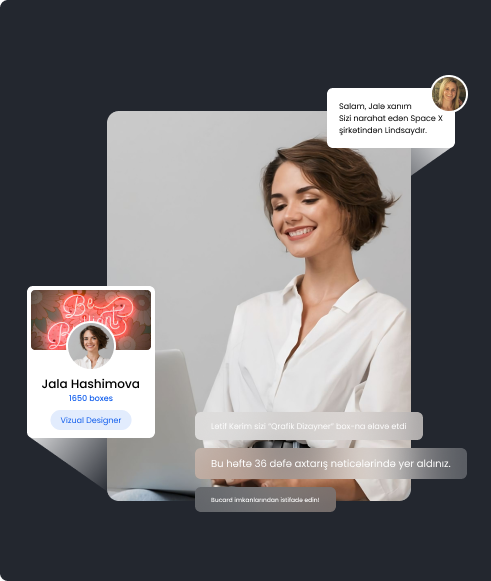 Salam, Jalə xanım
Sizi narahat edən Space X
şirkətindən Lindsaydır.
Be
Jala Hashimova
1650 boxes
Vizual Designer
Lətif Kərim sizi "Qrafik Dizayner" box-na əlavə etdi
Bu həftə 36 dəfə axtarış nəticələrində yer aldınız.
Bucard imkanlarından istifadə edin!